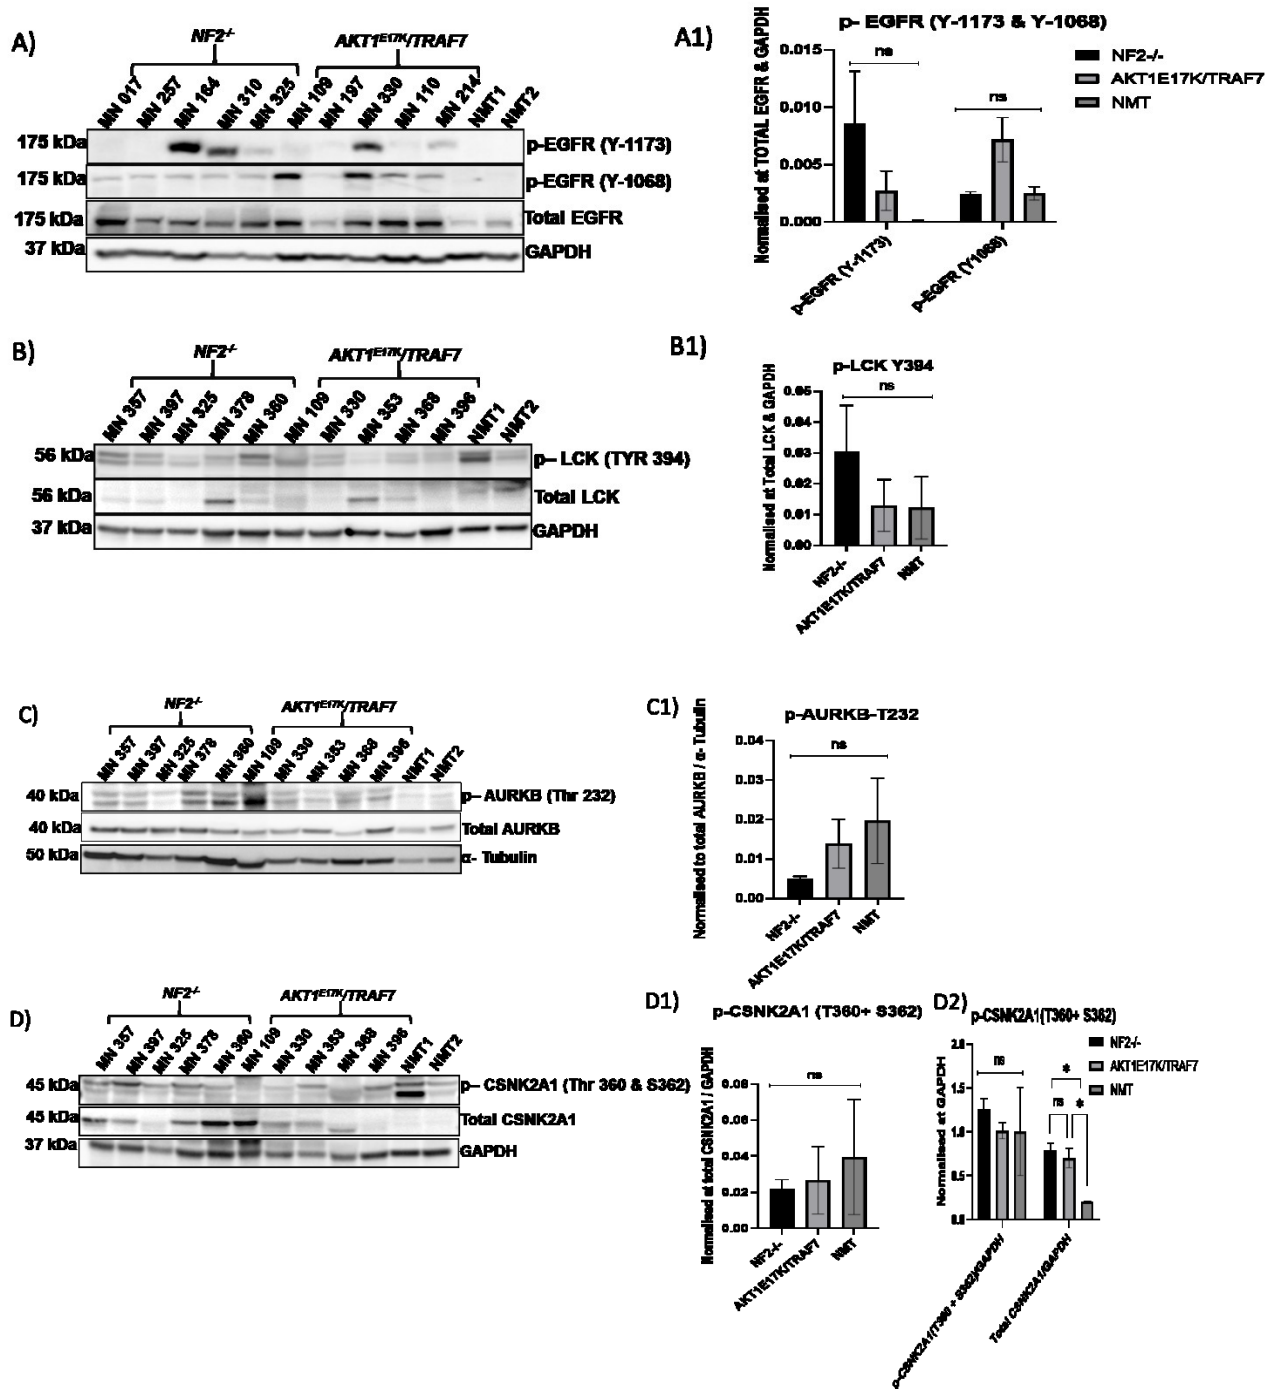 A)
NF2-/-
AKT1E17K/TRAF7
MN 017
MN 257
MN 164
MN 310
MN 325
MN 109
MN 197
MN 330
MN 110
MN 214
NMT1
NMT2
175 kDa
p-EGFR (Y-1173)
175 kDa
p-EGFR (Y-1068)
175 kDa
Total EGFR
37 kDa
GAPDH
A1)
p- EGFR (Y-1173 & Y-1068)
Normalised at TOTAL EGFR & GAPDH
0.015
0.010
0.005
0.000
ns
ns
p-EGFR (Y-1173)
p-EGFR (Y1068)
NF2-/-
AKT1E17K/TRAF7
NMT
B)
NF2-/-
AKT1E17K/TRAF7
MN 357
MN 397
MN 325
MN 378
MN 360
MN 109
MN 330
MN 353
MN 368
MN 396
NMT1
NMT2
56 kDa
p– LCK (TYR 394)
56 kDa
Total LCK
37 kDa
GAPDH
B1)
p-LCK Y394
Normalised at Total LCK & GAPDH
0.05
0.04
0.03
0.02
0.01
0.00
ns
NF2-/-
AKT1E17K/TRAF7
NMT
C)
NF2-/-
AKT1E17K/TRAF7
MN 357
MN 397
MN 325
MN 378
MN 360
MN 109
MN 330
MN 353
MN 368
MN 396
NMT1
NMT2
40 kDa
p– AURKB (Thr 232)
40 kDa
Total AURKB
50 kDa
α- Tubulin
C1)
p-AURKB-T232
Normalised to total AURKB / α- Tubulin
0.04
0.03
0.02
0.01
0.00
ns
NF2-/-
AKT1E17K/TRAF7
NMT
D)
NF2-/-
AKT1E17K/TRAF7
MN 357
MN 397
MN 325
MN 378
MN 360
MN 109
MN 330
MN 353
MN 368
MN 396
NMT1
NMT2
45 kDa
p– CSNK2A1 (Thr 360 & S362)
45 kDa
Total CSNK2A1
37 kDa
GAPDH
D1)
p-CSNK2A1 (T360+ S362)
Normalised at total CSNK2A1 / GAPDH
0.08
0.06
0.04
0.02
0.00
ns
NF2-/-
AKT1E17K/TRAF7
NMT
D2)
p-CSNK2A1(T360+ S362)
Normalised at GAPDH
2.0
1.5
1.0
0.5
0.0
ns
*
ns
*
p-CSNK2A1(T360 + S362)/GAPDH
Total CSNK2A1/GAPDH
NF2-/-
AKT1E17K/TRAF7
NMT